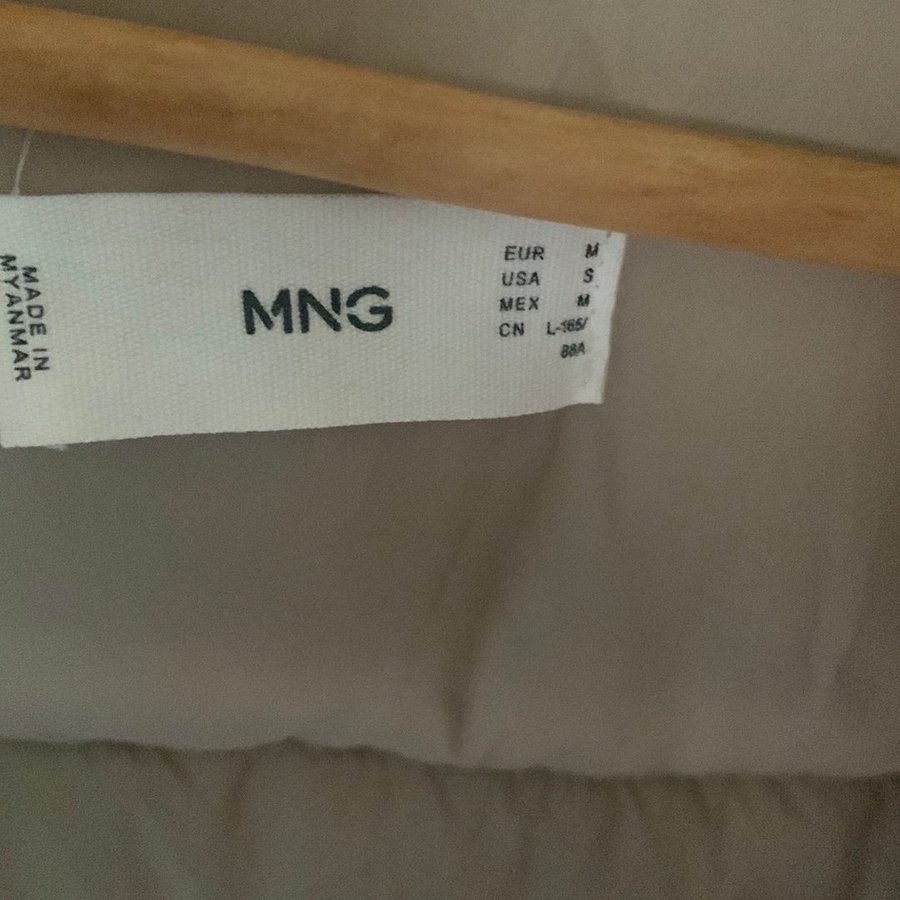 MADE IN
MYANMAR
MNG
EUR M
USA S
MEX M
CN L-165/
88A